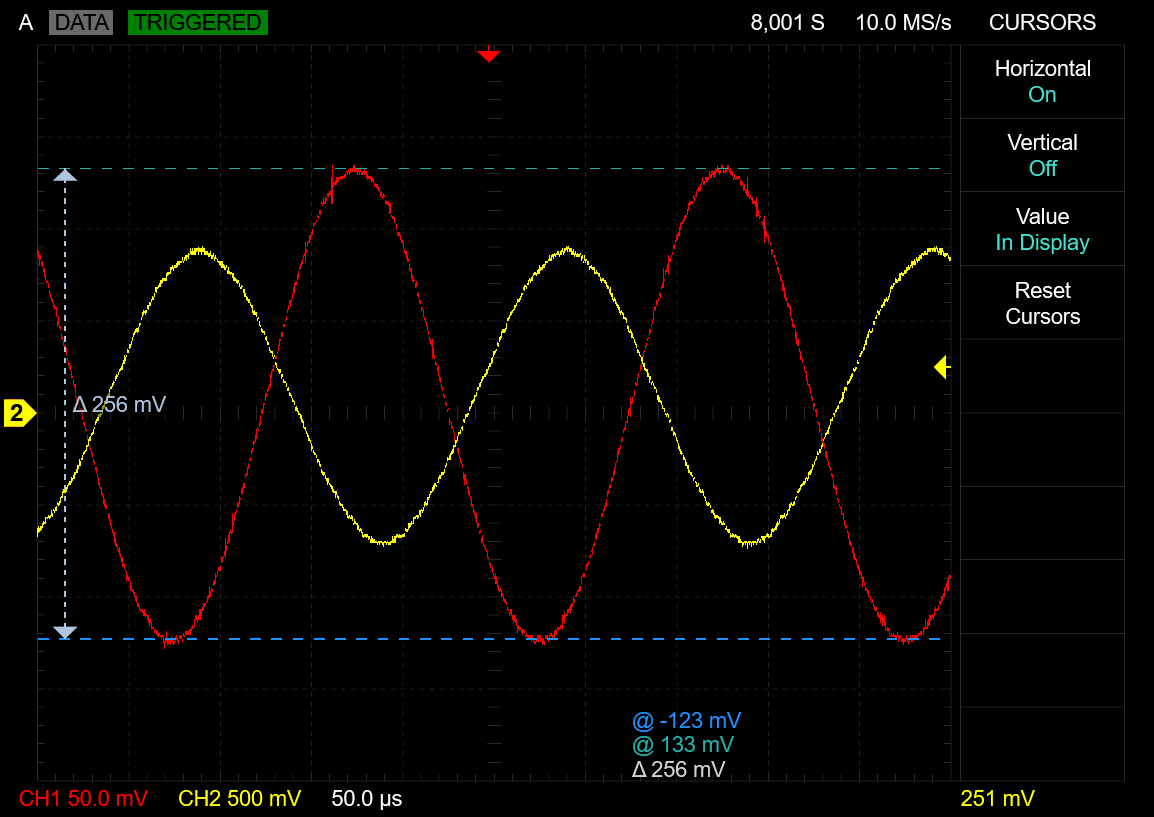 A DATA TRIGGERED 8,001 S 10.0 MS/s CURSORS
Horizontal
On
Vertical
Off
Value
In Display
Reset
Cursors
2
Δ 256 mV
@ -123 mV
@ 133 mV
Δ 256 mV
CH1 50.0 mV CH2 500 mV 50.0 µs 251 mV